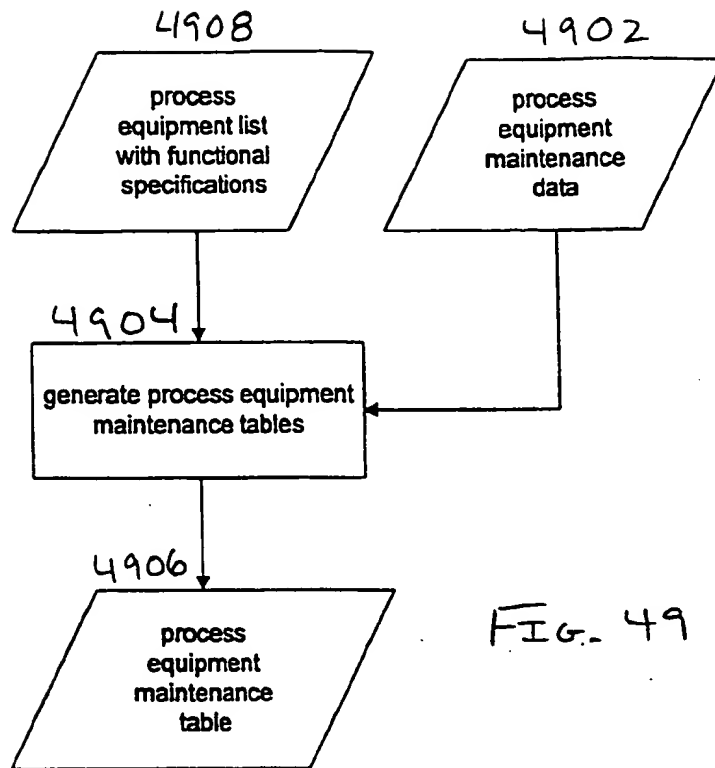 4908
4902
process
equipment list
with functional
specifications
process
equipment
maintenance
data
4904
generate process equipment
maintenance tables
4906
process
equipment
maintenance
table
FIG. 49